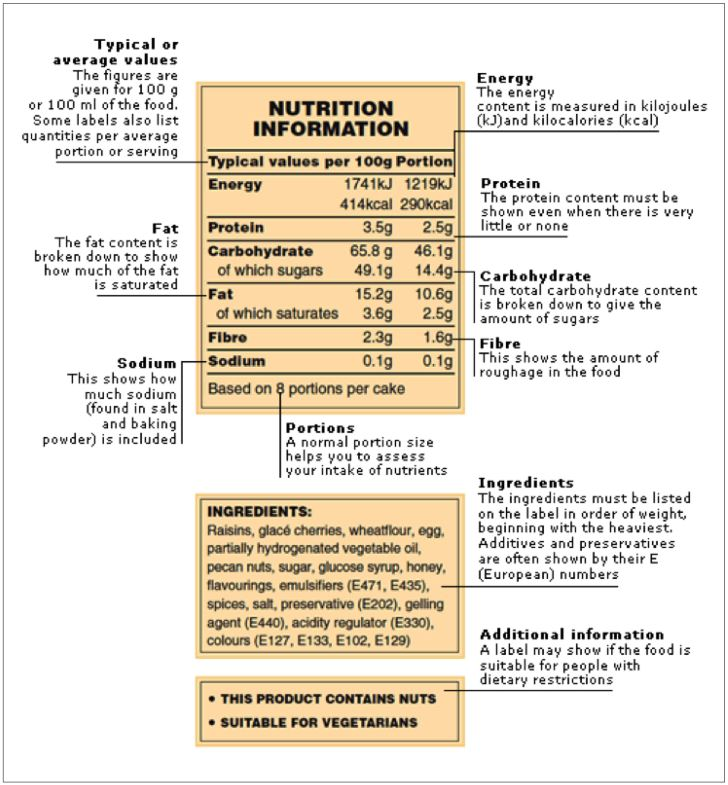 Typical or
average values
The figures are
given for 100 g
or 100 ml of the food.
Some labels also list
quantities per average
portion or serving
Fat
The fat content is
broken down to show
how much of the fat
is saturated
Sodium
This shows how
much sodium
(found in salt
and baking
powder) is included
NUTRITION
INFORMATION
Typical values per 100g Portion
Energy 1741kJ 1219kJ
414kcal 290kcal
Protein 3.5g 2.5g
Carbohydrate 65.8 g 46.1g
of which sugars 49.1g 14.4g
Fat 15.2g 10.6g
of which saturates 3.6g 2.5g
Fibre 2.3g 1.6g
Sodium 0.1g 0.1g
Based on 8 portions per cake
Energy
The energy
content is measured in kilojoules
(kJ)and kilocalories (kcal)
Protein
The protein content must be
shown even when there is very
little or none
Carbohydrate
The total carbohydrate content
is broken down to give the
amount of sugars
Fibre
This shows the amount of
roughage in the food
Portions
A normal portion size
helps you to assess
your intake of nutrients
INGREDIENTS:
Raisins, glacé cherries, wheatflour, egg,
partially hydrogenated vegetable oil,
pecan nuts, sugar, glucose syrup, honey,
flavourings, emulsifiers (E471, E435),
spices, salt, preservative (E202), gelling
agent (E440), acidity regulator (E330),
colours (E127, E133, E102, E129)
Ingredients
The ingredients must be listed
on the label in order of weight,
beginning with the heaviest.
Additives and preservatives
are often shown by their E
(European) numbers
Additional information
A label may show if the food is
suitable for people with
dietary restrictions
• THIS PRODUCT CONTAINS NUTS
• SUITABLE FOR VEGETARIANS